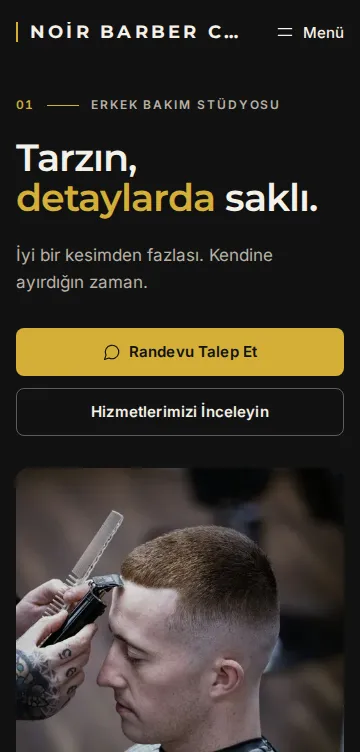 NOİR BARBER C...
Menü
01 ERKEK BAKIM STÜDYOSU
Tarzın,
detaylarda saklı.
İyi bir kesimden fazlası. Kendine
ayırdığın zaman.
Randevu Talep Et
Hizmetlerimizi İnceleyin